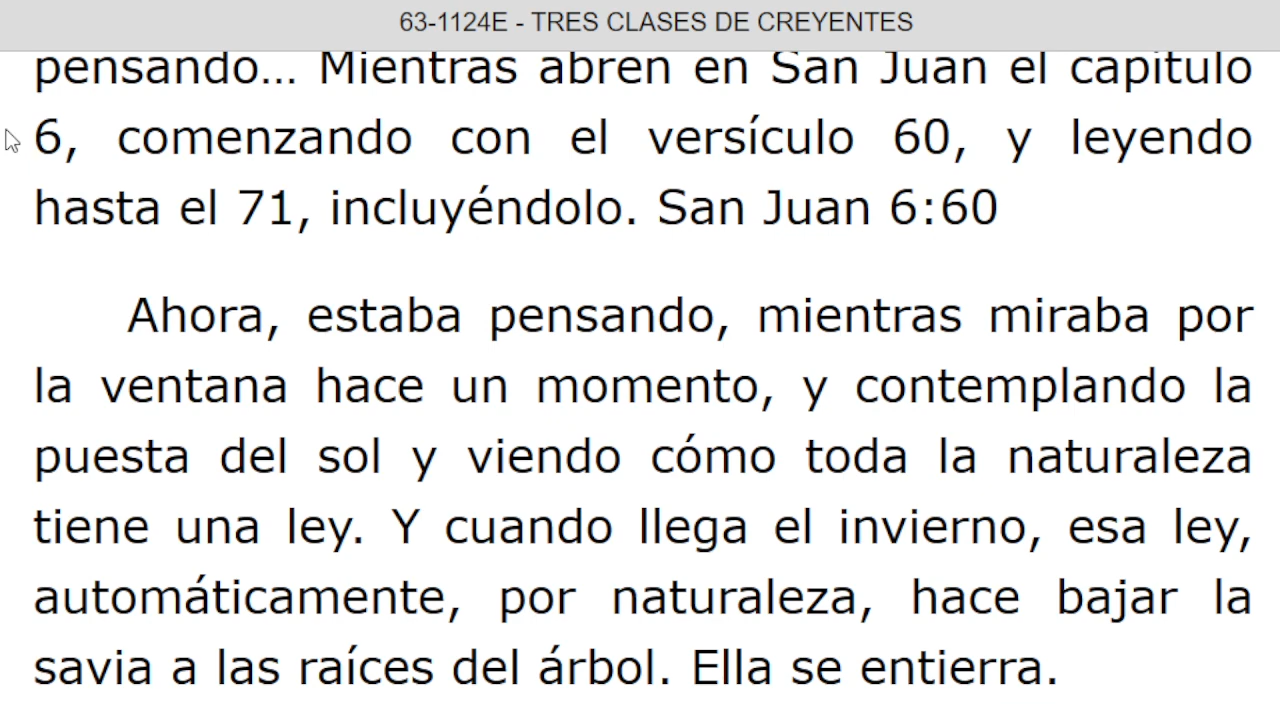 63-1124E - TRES CLASES DE CREYENTES
pensando... Mientras abren en San Juan el capítulo
6, comenzando con el versículo 60, y leyendo
hasta el 71, incluyéndolo. San Juan 6:60
Ahora, estaba pensando, mientras miraba por
la ventana hace un momento, y contemplando la
puesta del sol y viendo cómo toda la naturaleza
tiene una ley. Y cuando llega el invierno, esa ley,
automáticamente, por naturaleza, hace bajar la
savia a las raíces del árbol. Ella se entierra.